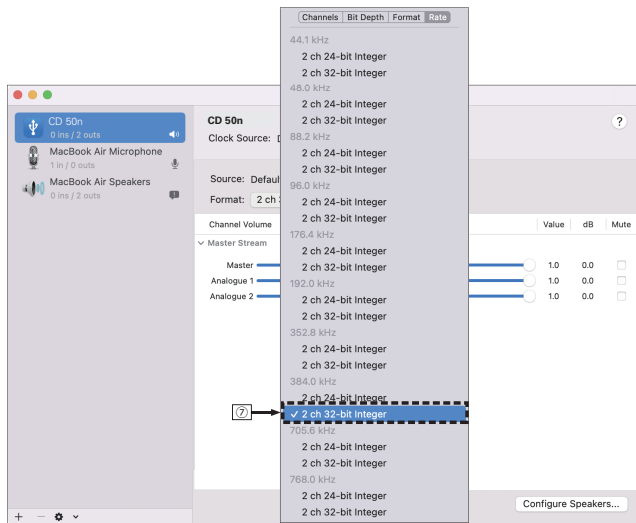 Channels Bit Depth Format Rate
44.1 kHz
2 ch 24-bit Integer
2 ch 32-bit Integer
48.0 kHz
2 ch 24-bit Integer
2 ch 32-bit Integer
88.2 kHz
2 ch 24-bit Integer
2 ch 32-bit Integer
96.0 kHz
2 ch 24-bit Integer
2 ch 32-bit Integer
176.4 kHz
2 ch 24-bit Integer
2 ch 32-bit Integer
192.0 kHz
2 ch 24-bit Integer
2 ch 32-bit Integer
352.8 kHz
2 ch 24-bit Integer
2 ch 32-bit Integer
384.0 kHz
2 ch 24-bit Integer
⑦ ✓ 2 ch 32-bit Integer
705.6 kHz
2 ch 24-bit Integer
2 ch 32-bit Integer
768.0 kHz
2 ch 24-bit Integer
2 ch 32-bit Integer
CD 50n
0 ins / 2 outs
MacBook Air Microphone
1 in / 0 outs
MacBook Air Speakers
0 ins / 2 outs
CD 50n ?
Clock Source:
Source: Defaul
Format: 2 ch
Channel Volume Value dB Mute
Master Stream
Master 1.0 0.0
Analogue 1 1.0 0.0
Analogue 2 1.0 0.0
Configure Speakers...